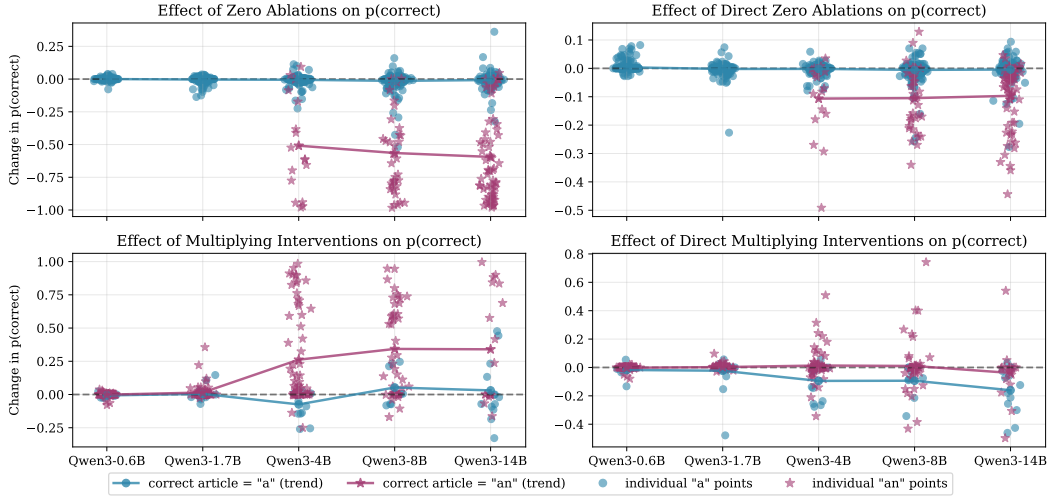 Effect of Zero Ablations on p(correct)
Effect of Direct Zero Ablations on p(correct)
Change in p(correct)
0.25
0.00
−0.25
−0.50
−0.75
−1.00
0.1
0.0
−0.1
−0.2
−0.3
−0.4
−0.5
Effect of Multiplying Interventions on p(correct)
Effect of Direct Multiplying Interventions on p(correct)
Change in p(correct)
1.00
0.75
0.50
0.25
0.00
−0.25
0.8
0.6
0.4
0.2
0.0
−0.2
−0.4
Qwen3-0.6B Qwen3-1.7B Qwen3-4B Qwen3-8B Qwen3-14B
Qwen3-0.6B Qwen3-1.7B Qwen3-4B Qwen3-8B Qwen3-14B
correct article = "a" (trend) correct article = "an" (trend) individual "a" points individual "an" points